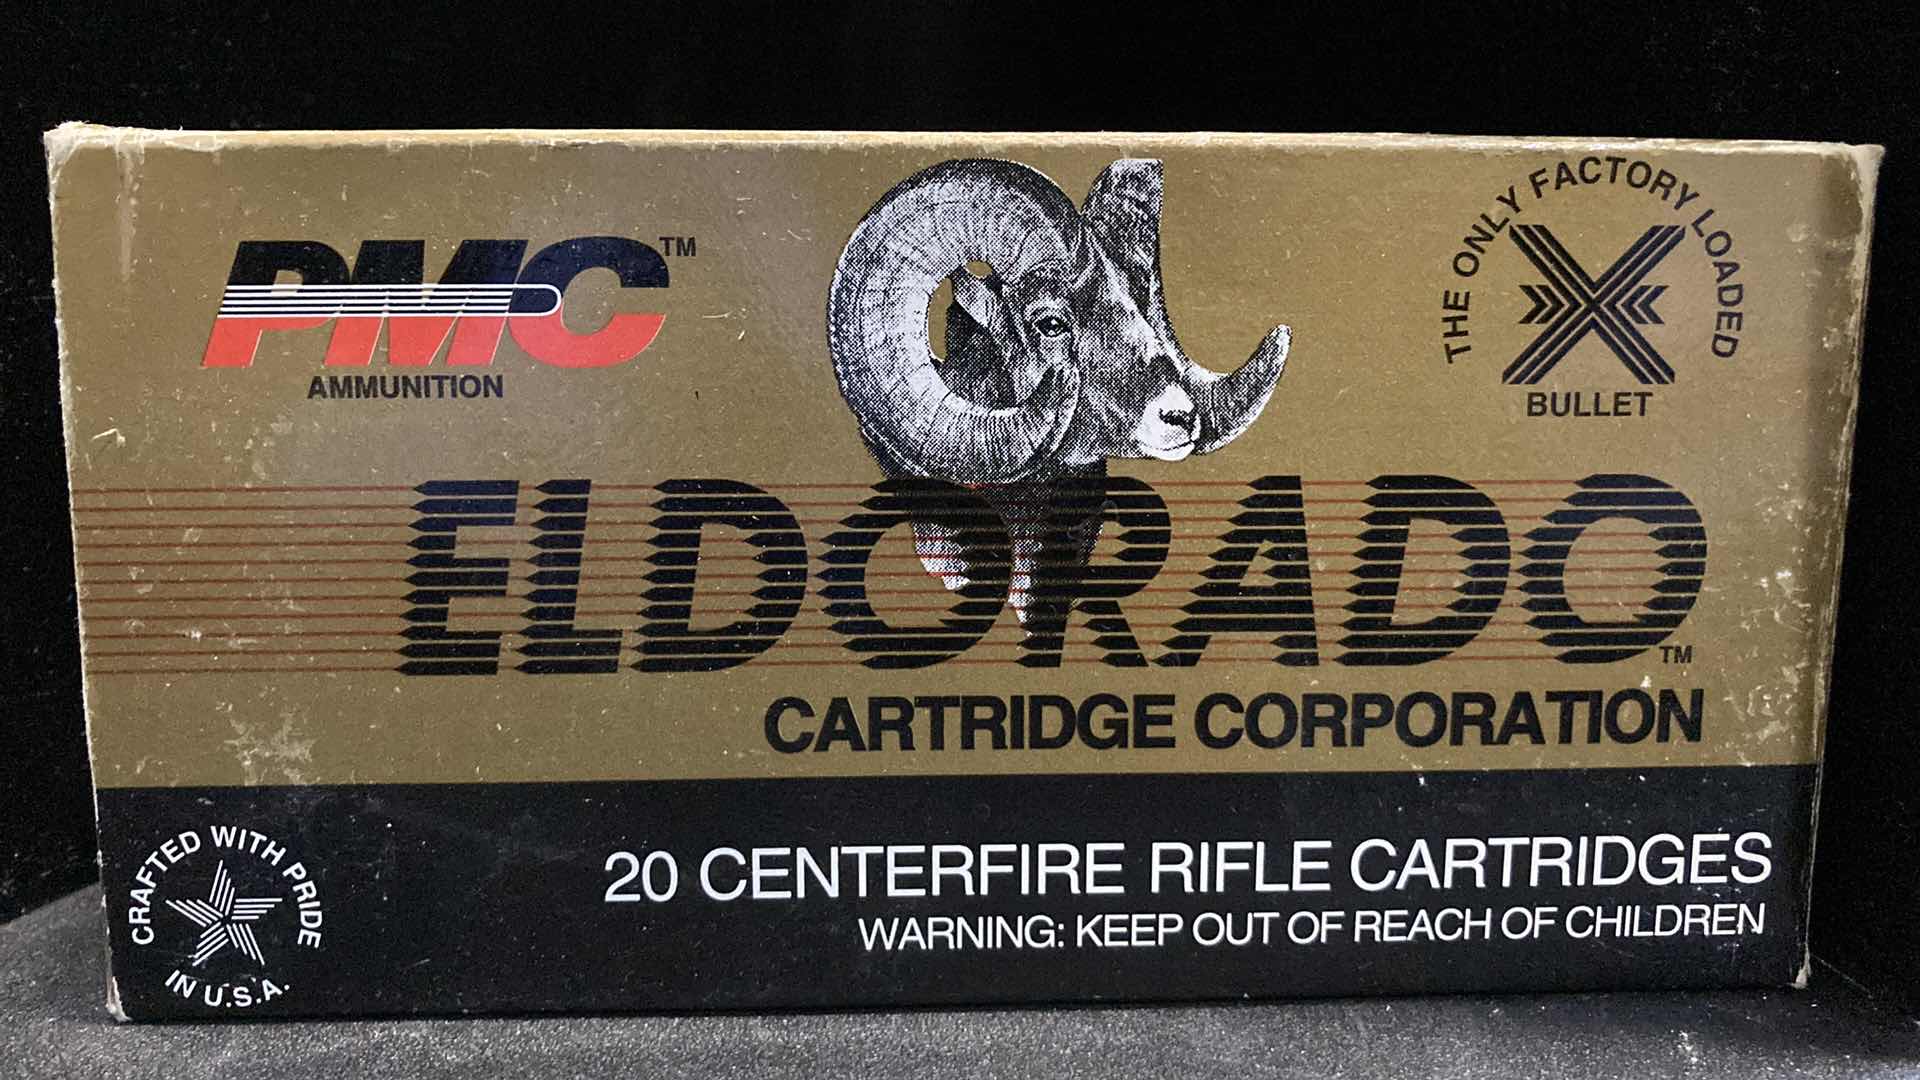 PMC™
AMMUNITION
THE ONLY FACTORY LOADED
X
BULLET
ELDORADO™
CARTRIDGE CORPORATION
CRAFTED WITH PRIDE
IN U.S.A.
20 CENTERFIRE RIFLE CARTRIDGES
WARNING: KEEP OUT OF REACH OF CHILDREN